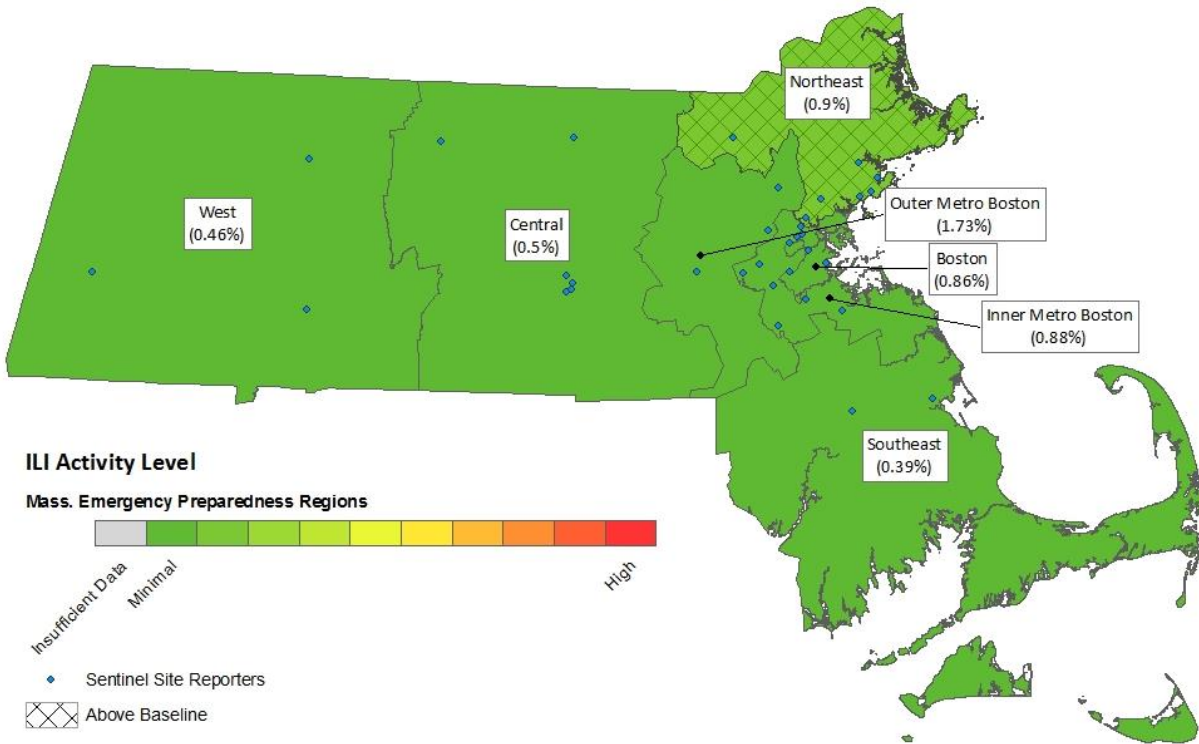 Northeast
(0.9%)
West
(0.46%)
Central
(0.5%)
Outer Metro Boston
(1.73%)
Boston
(0.86%)
Inner Metro Boston
(0.88%)
Southeast
(0.39%)
ILI Activity Level
Mass. Emergency Preparedness Regions
Insufficient Data
Minimal
High
Sentinel Site Reporters
Above Baseline